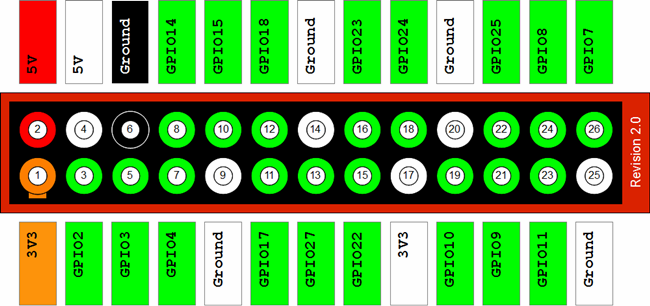 5V
5V
Ground
GPIO14
GPIO15
GPIO18
Ground
GPIO23
GPIO24
Ground
GPIO25
GPIO8
GPIO7
2 4 6 8 10 12 14 16 18 20 22 24 26
1 3 5 7 9 11 13 15 17 19 21 23 25
Revision 2.0
3V3
GPIO2
GPIO3
GPIO4
Ground
GPIO17
GPIO27
GPIO22
3V3
GPIO10
GPIO9
GPIO11
Ground